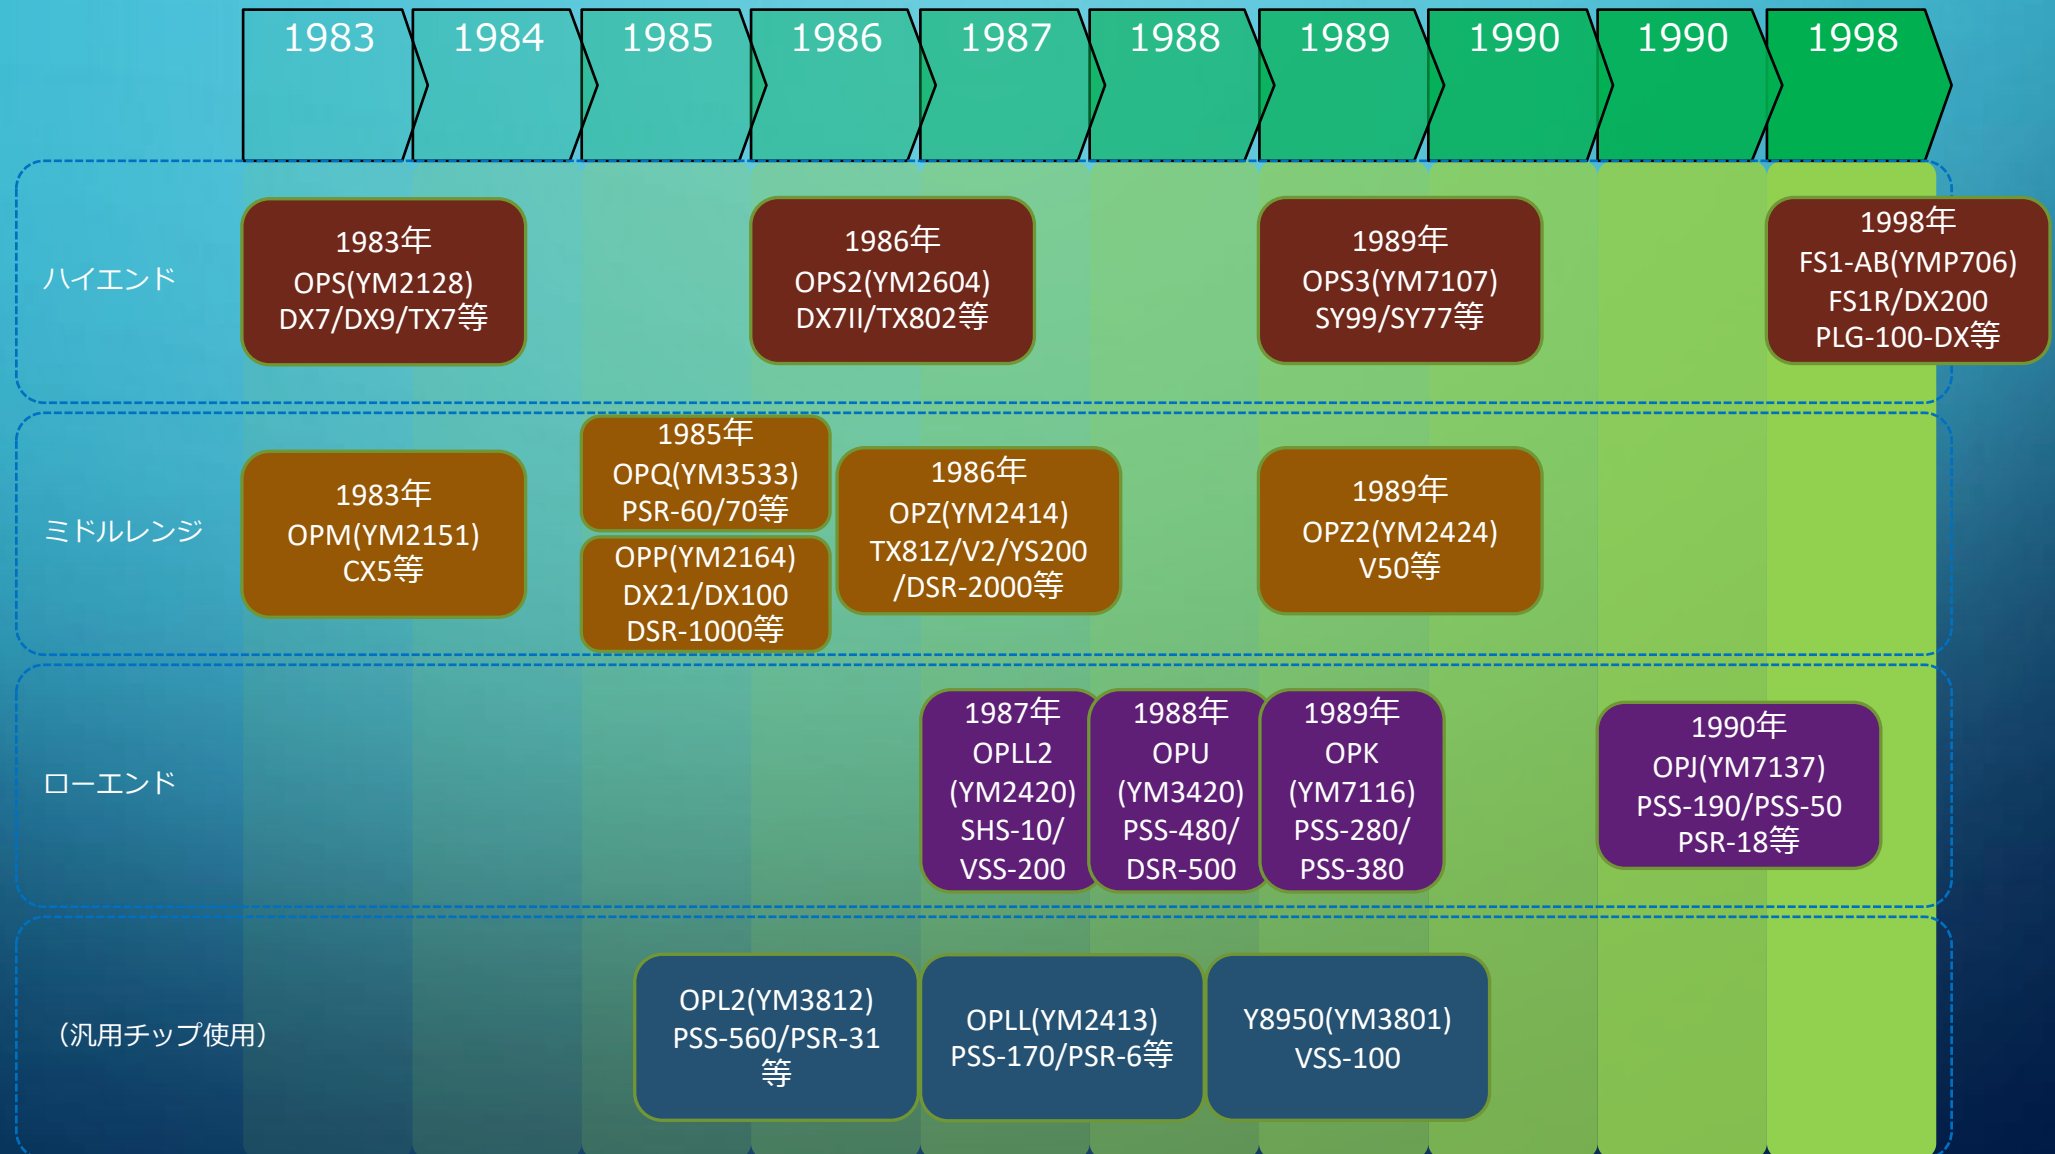 1983
1984
1985
1986
1987
1988
1989
1990
1990
1998
ハイエンド
1983年
OPS(YM2128)
DX7/DX9/TX7等
1986年
OPS2(YM2604)
DX7II/TX802等
1989年
OPS3(YM7107)
SY99/SY77等
1998年
FS1-AB(YMP706)
FS1R/DX200
PLG-100-DX等
ミドルレンジ
1983年
OPM(YM2151)
CX5等
1985年
OPQ(YM3533)
PSR-60/70等
OPP(YM2164)
DX21/DX100
DSR-1000等
1986年
OPZ(YM2414)
TX81Z/V2/YS200
/DSR-2000等
1989年
OPZ2(YM2424)
V50等
ローエンド
1987年
OPLL2
(YM2420)
SHS-10/
VSS-200
1988年
OPU
(YM3420)
PSS-480/
DSR-500
1989年
OPK
(YM7116)
PSS-280/
PSS-380
1990年
OPJ(YM7137)
PSS-190/PSS-50
PSR-18等
（汎用チップ使用）
OPL2(YM3812)
PSS-560/PSR-31
等
OPLL(YM2413)
PSS-170/PSR-6等
Y8950(YM3801)
VSS-100